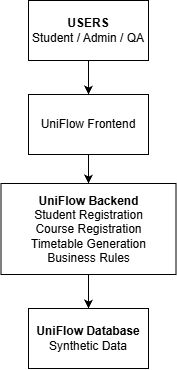 USERS
Student / Admin / QA
UniFlow Frontend
UniFlow Backend
Student Registration
Course Registration
Timetable Generation
Business Rules
UniFlow Database
Synthetic Data